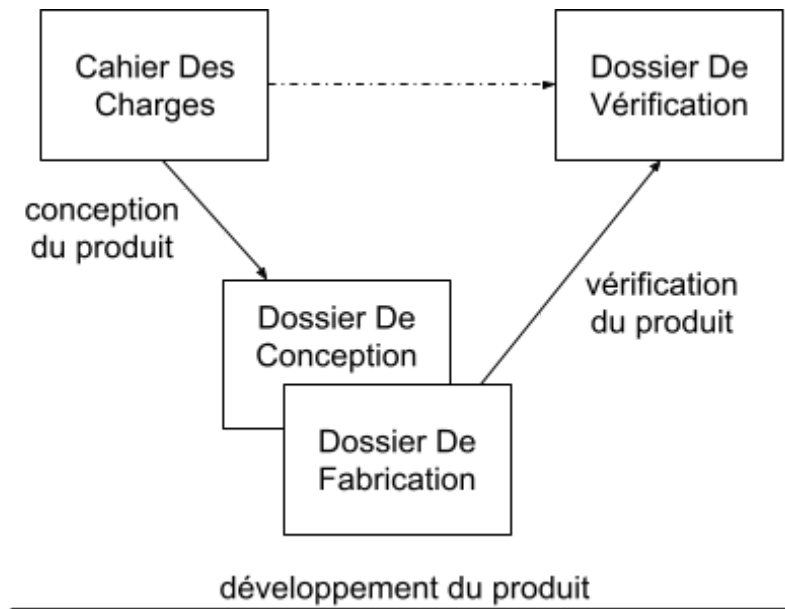 Cahier Des
Charges
Dossier De
Vérification
conception
du produit
vérification
du produit
Dossier De
Conception
Dossier De
Fabrication
développement du produit